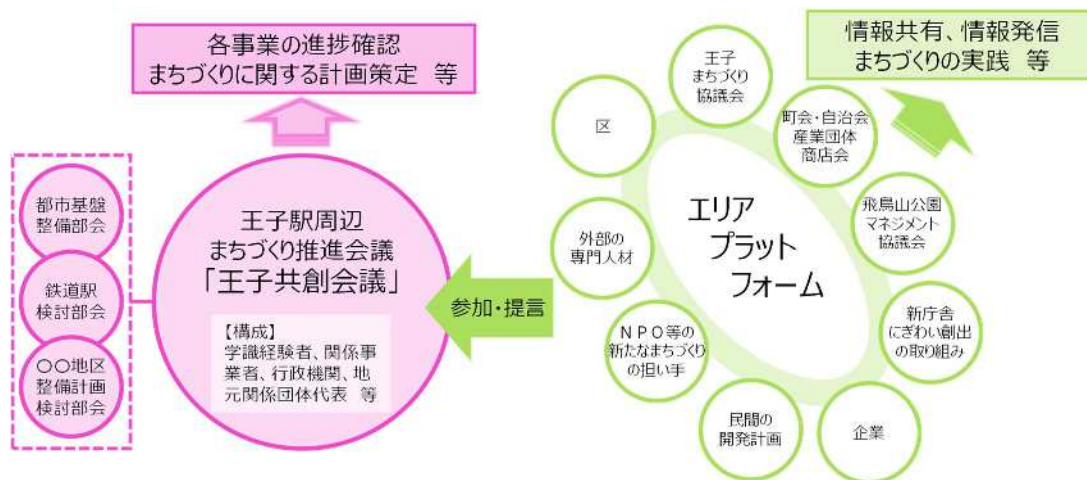 各事業の進捗確認
まちづくりに関する計画策定 等
都市基盤
整備部会
鉄道駅
検討部会
〇〇地区
整備計画
検討部会
王子駅周辺
まちづくり推進会議
「王子共創会議」
【構成】
学識経験者、関係事
業者、行政機関、地
元関係団体代表 等
参加・提言
情報共有、情報発信
まちづくりの実践 等
エリア
プラット
フォーム
王子
まちづくり
協議会
町会・自治会
産業団体
商店会
飛鳥山公園
マネジメント
協議会
新庁舎
にぎわい創出
の取り組み
企業
民間の
開発計画
NPO等の
新たなまちづくり
の担い手
外部の
専門人材
区